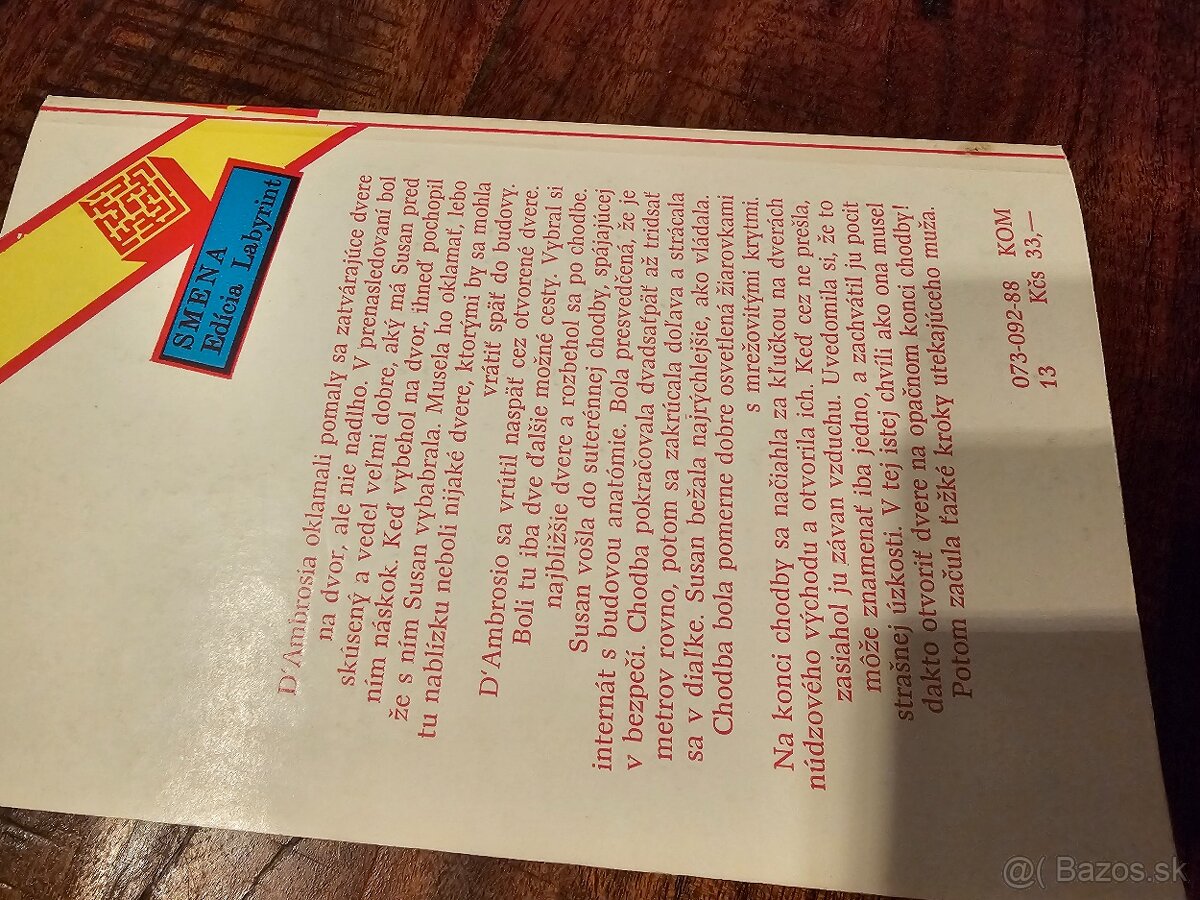 SMENA
Edícia Labyrint
D'Ambrosia oklamali pomaly sa zatvárajúce dvere
na dvor, ale nie nadlho. V prenasledovaní bol
skúsený a vedel veľmi dobre, aký má Susan pred
ním náskok. Keď vybehol na dvor, ihneď pochopil
že s ním Susan vybabrala. Musela ho oklamať, lebo
tu nablízku neboli nijaké dvere, ktorými by sa mohla
vrátiť späť do budovy.
D'Ambrosio sa vrútil naspäť cez otvorené dvere.
Boli tu iba dve ďalšie možné cesty. Vybral si
najbližšie dvere a rozbehol sa po chodbe.
Susan vošla do suterénnej chodby, spájajúcej
internát s budovou anatómie. Bola presvedčená, že je
v bezpečí. Chodba pokračovala dvadsaťpäť až tridsať
metrov rovno, potom sa zakrúcala doľava a strácala
sa v diaľke. Susan bežala najrýchlejšie, ako vládala.
Chodba bola pomerne dobre osvetlená žiarovkami
s mrežovitými krytmi.
Na konci chodby sa načiahla za kľučkou na dverách
núdzového východu a otvorila ich. Keď cez ne prešla,
zasiahol ju závan vzduchu. Uvedomila si, že to
môže znamenať iba jedno, a zachvátil ju pocit
strašnej úzkosti. V tej istej chvíli ako ona musel
dakto otvoriť dvere na opačnom konci chodby!
Potom začula ťažké kroky utekajúceho muža.
073-092-88 KOM
13 Kčs 33,—
@( Bazos.sk